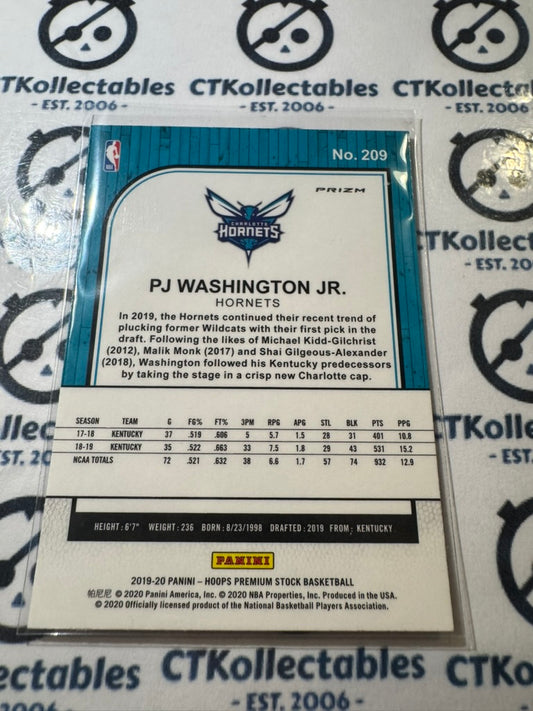 CTKollectables
- EST. 2006 -
No. 209
PRIZM
CHARLOTTE
HORNETS
PJ WASHINGTON JR.
HORNETS
In 2019, the Hornets continued their recent trend of
plucking former Wildcats with their first pick in the
draft. Following the likes of Michael Kidd-Gilchrist
(2012), Malik Monk (2017) and Shai Gilgeous-Alexander
(2018), Washington followed his Kentucky predecessors
by taking the stage in a crisp new Charlotte cap.
SEASON TEAM G FG% FT% 3PM RPG APG STL BLK PTS PPG
17-18 KENTUCKY 37 .519 .606 5 5.7 1.5 28 31 401 10.8
18-19 KENTUCKY 35 .522 .663 33 7.5 1.8 29 43 531 15.2
NCAA TOTALS 72 .521 .632 38 6.6 1.7 57 74 932 12.9
HEIGHT: 6'7" WEIGHT: 236 BORN: 8/23/1998 DRAFTED: 2019 FROM: KENTUCKY
PANINI
2019-20 PANINI – HOOPS PREMIUM STOCK BASKETBALL
帕尼尼 © 2020 Panini America, Inc. © 2020 NBA Properties, Inc. Produced in the USA.
© 2020 Officially licensed product of the National Basketball Players Association.
CTKollectables
- EST. 2006 -